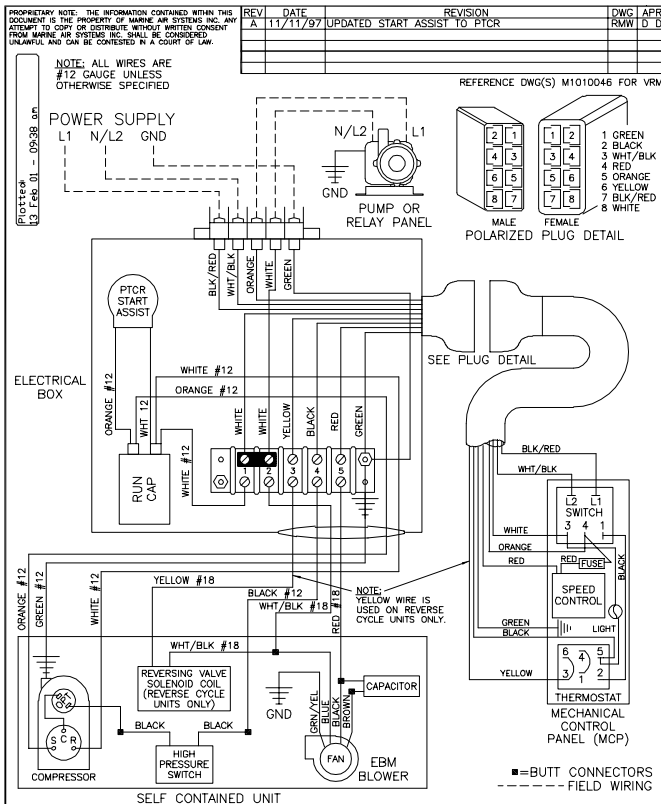 PROPRIETARY NOTE: THE INFORMATION CONTAINED WITHIN THIS
DOCUMENT IS THE PROPERTY OF MARINE AIR SYSTEMS INC. ANY
ATTEMPT TO COPY OR DISTRIBUTE WITHOUT WRITTEN CONSENT
FROM MARINE AIR SYSTEMS INC. SHALL BE CONSIDERED
UNLAWFUL AND CAN BE CONTESTED IN A COURT OF LAW.
REV DATE REVISION DWG APR
A 11/11/97 UPDATED START ASSIST TO PTCR RMW D D
NOTE: ALL WIRES ARE
#12 GAUGE UNLESS
OTHERWISE SPECIFIED
Plotted:
13 Feb 01 - 09:38 am
REFERENCE DWG(S) M1010046 FOR VRM
POWER SUPPLY
L1 N/L2 GND
N/L2 L1
GND
PUMP OR
RELAY PANEL
2 1
4 3
6 5
8 7
1 2
3 4
5 6
7 8
1 GREEN
2 BLACK
3 WHT/BLK
4 RED
5 ORANGE
6 YELLOW
7 BLK/RED
8 WHITE
MALE FEMALE
POLARIZED PLUG DETAIL
BLK/RED
WHT/BLK
ORANGE
WHITE
GREEN
PTCR
START
ASSIST
SEE PLUG DETAIL
ELECTRICAL
BOX
WHITE #12
ORANGE #12
ORANGE #12
WHT 12
WHITE #12
WHITE
WHITE
YELLOW
BLACK
RED
GREEN
RUN
CAP
1 2 3 4 5
BLK/RED
WHT/BLK
L2 L1
SWITCH
3 4 1
WHITE
ORANGE
RED
RED FUSE
BLACK
SPEED
CONTROL
GREEN
BLACK
LIGHT
YELLOW
6 4 5
3 1 2
THERMOSTAT
MECHANICAL
CONTROL
PANEL (MCP)
ORANGE #12
GREEN #12
WHITE #12
YELLOW #18
BLACK #12
WHT/BLK #18
RED #18
NOTE:
YELLOW WIRE IS
USED ON REVERSE
CYCLE UNITS ONLY.
WHT/BLK #18
REVERSING VALVE
SOLENOID COIL
(REVERSE CYCLE
UNITS ONLY)
GND
GRN/YEL
BLUE
BLACK
BROWN
CAPACITOR
S C R
COMPRESSOR
BLACK BLACK
HIGH
PRESSURE
SWITCH
FAN
EBM
BLOWER
SELF CONTAINED UNIT
=BUTT CONNECTORS
FIELD WIRING